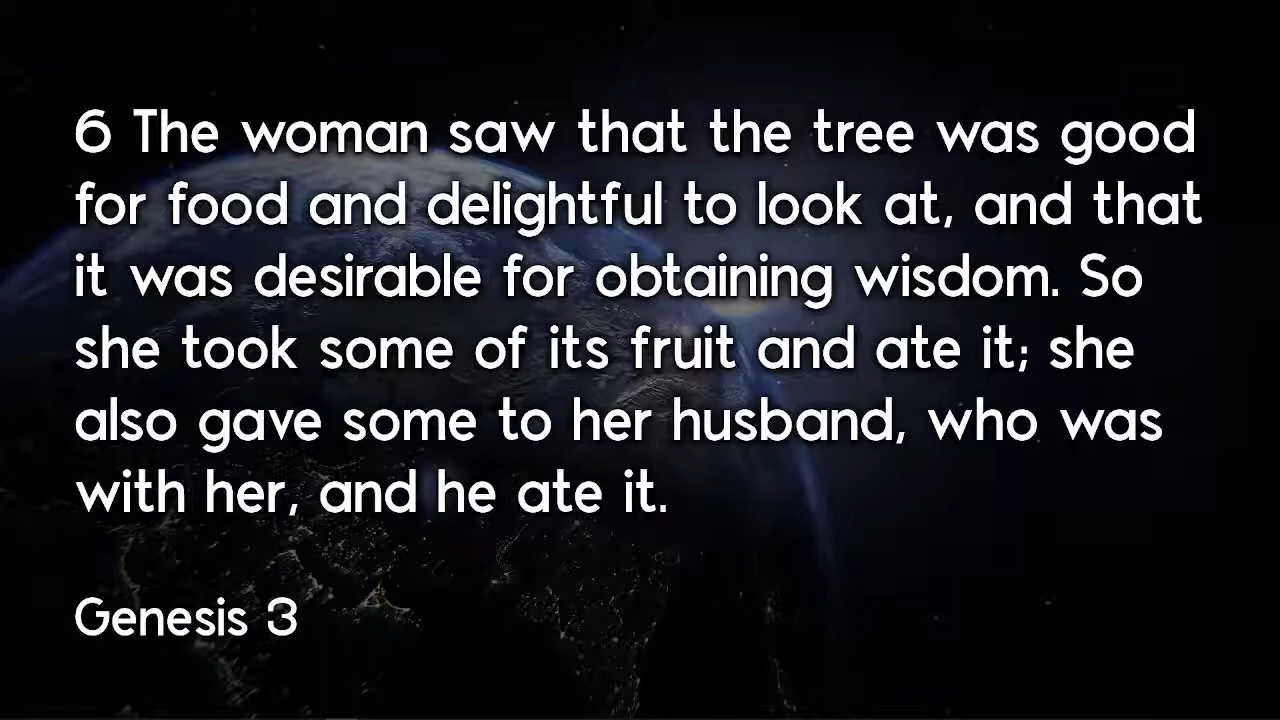 6 The woman saw that the tree was good
for food and delightful to look at, and that
it was desirable for obtaining wisdom. So
she took some of its fruit and ate it; she
also gave some to her husband, who was
with her, and he ate it.
Genesis 3